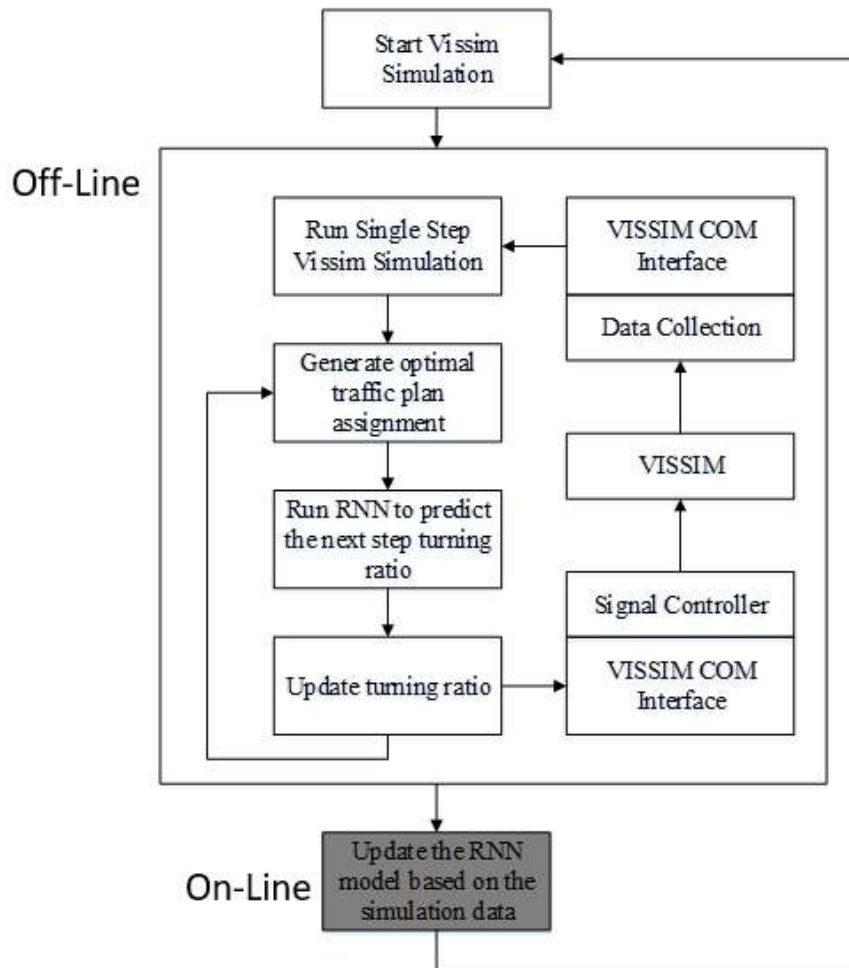 Start Vissim
Simulation
Off-Line
Run Single Step
Vissim Simulation
VISSIM COM
Interface
Data Collection
Generate optimal
traffic plan
assignment
VISSIM
Run RNN to predict
the next step turning
ratio
Signal Controller
Update turning ratio
VISSIM COM
Interface
On-Line
Update the RNN
model based on the
simulation data